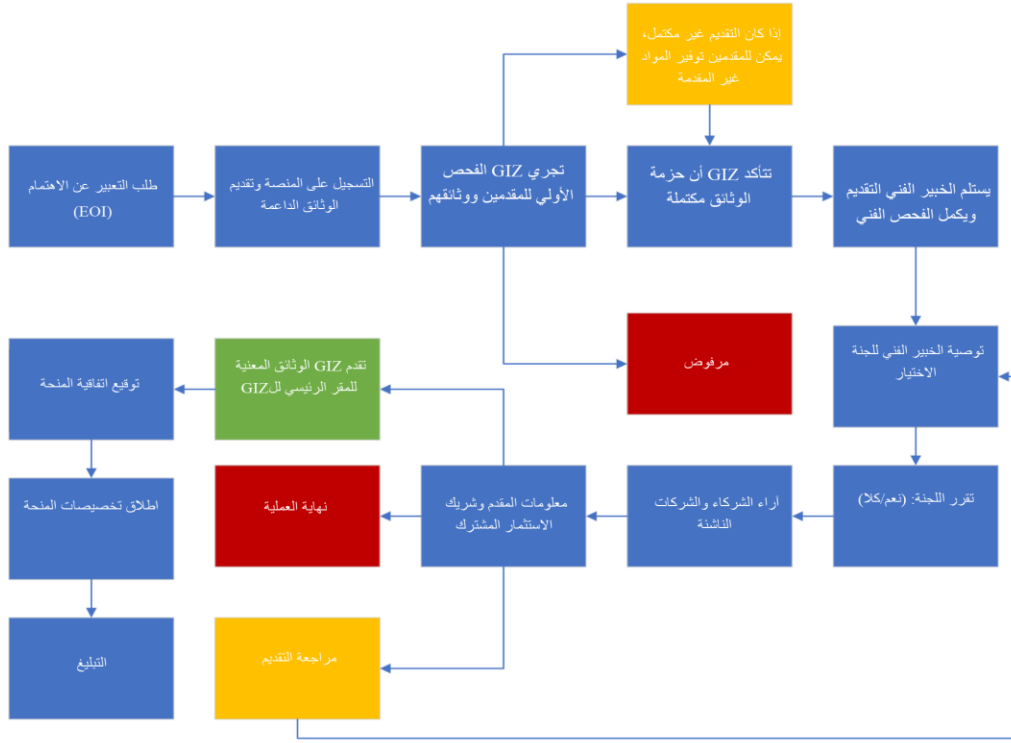 إذا كان التقديم غير مكتمل،
يمكن للمقدمين توفير المواد
غير المقدمة
طلب التعبير عن الاهتمام
(EOI)
التسجيل على المنصة وتقديم
الوثائق الداعمة
تجري GIZ الفحص
الأولي للمقدمين ووثائقهم
تتأكد GIZ أن حزمة
الوثائق مكتملة
يستلم الخبير الفني التقديم
ويكمل الفحص الفني
توقيع اتفاقية المنحة
تقدم GIZ الوثائق المعنية
للمقر الرئيسي الGIZ
مرفوض
توصية الخبير الفني للجنة
الاختيار
اطلاق تخصيصات المنحة
نهاية العملية
معلومات المقدم وشريك
الاستثمار المشترك
أراء الشركاء والشركات
الناشئة
تقرر اللجنة: (نعم/كلا)
التبليغ
مراجعة التقديم